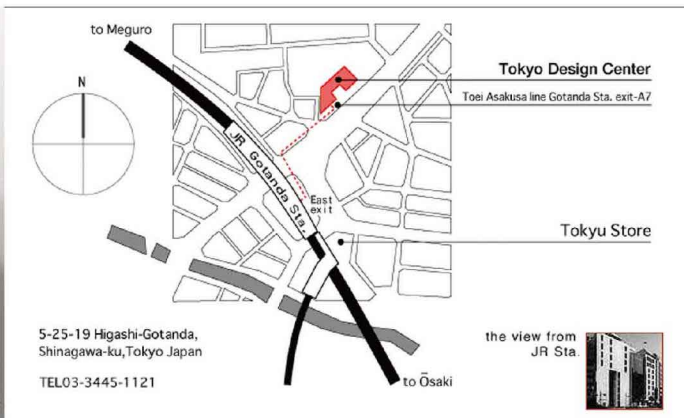 to Meguro
N
Tokyo Design Center
Toei Asakusa line Gotanda Sta. exit-A7
JR Gotanda Sta.
East
exit
Tokyu Store
5-25-19 Higashi-Gotanda,
Shinagawa-ku,Tokyo Japan
TEL03-3445-1121
to Ōsaki
the view from
JR Sta.